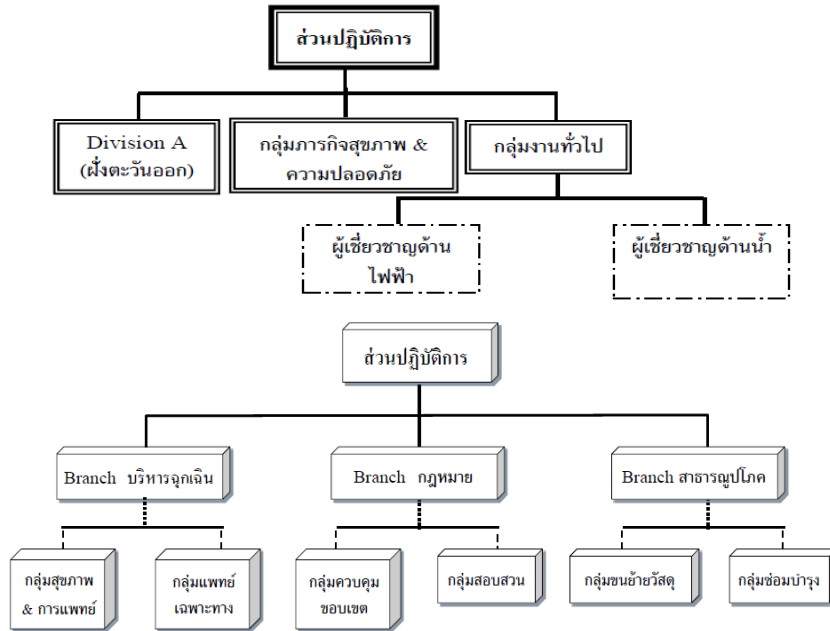 ส่วนปฏิบัติการ
Division A
(ฝั่งตะวันออก)
กลุ่มภารกิจสุขภาพ &
ความปลอดภัย
กลุ่มงานทั่วไป
ผู้เชี่ยวชาญด้าน
ไฟฟ้า
ผู้เชี่ยวชาญด้านน้ำ
ส่วนปฏิบัติการ
Branch บริหารฉุกเฉิน
Branch กฎหมาย
Branch สาธารณูปโภค
กลุ่มสุขภาพ
& การแพทย์
กลุ่มแพทย์
เฉพาะทาง
กลุ่มควบคุม
ขอบเขต
กลุ่มสอบสวน
กลุ่มขนย้ายวัสดุ
กลุ่มซ่อมบำรุง